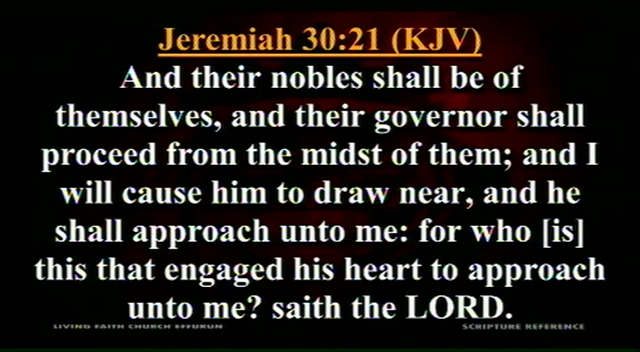 Jeremiah 30:21 (KJV)
And their nobles shall be of
themselves, and their governor shall
proceed from the midst of them; and I
will cause him to draw near, and he
shall approach unto me: for who [is]
this that engaged his heart to approach
unto me? saith the LORD.
LIVING FAITH CHURCH EFFURUN
SCRIPTURE REFERENCE